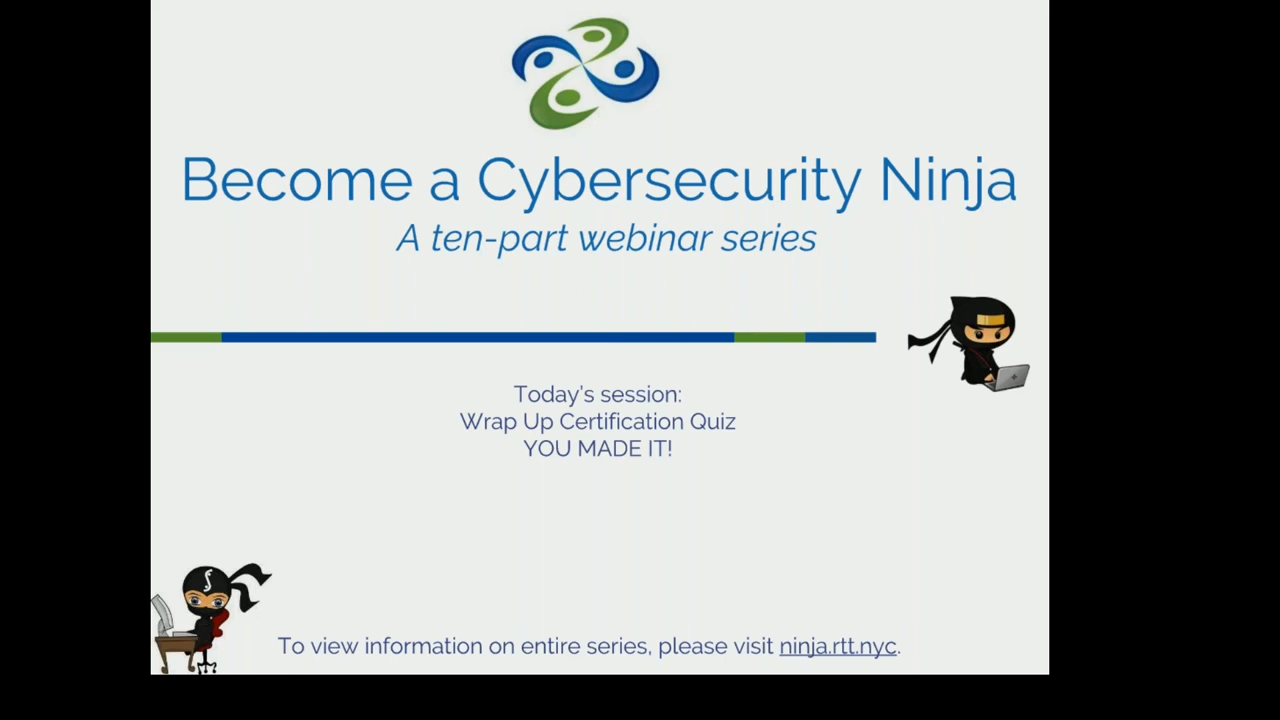 Become a Cybersecurity Ninja
A ten-part webinar series
Today's session:
Wrap Up Certification Quiz
YOU MADE IT!
To view information on entire series, please visit ninja.rtt.nyc.